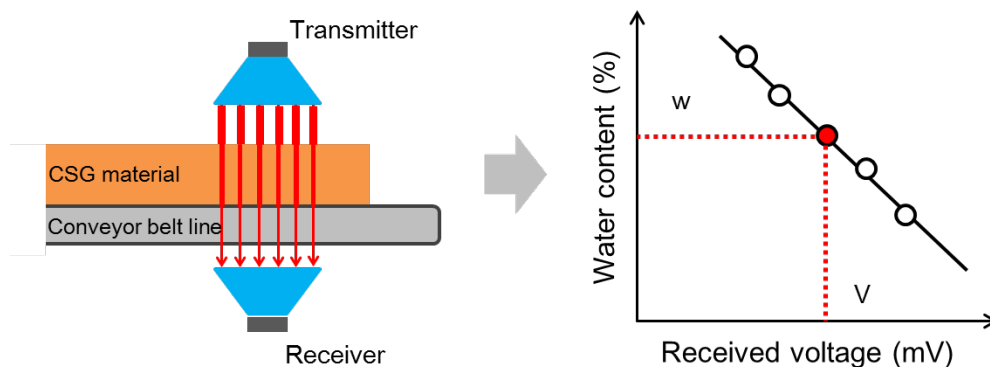 Transmitter
CSG material
Conveyor belt line
Receiver
Water content (%)
w
V
Received voltage (mV)